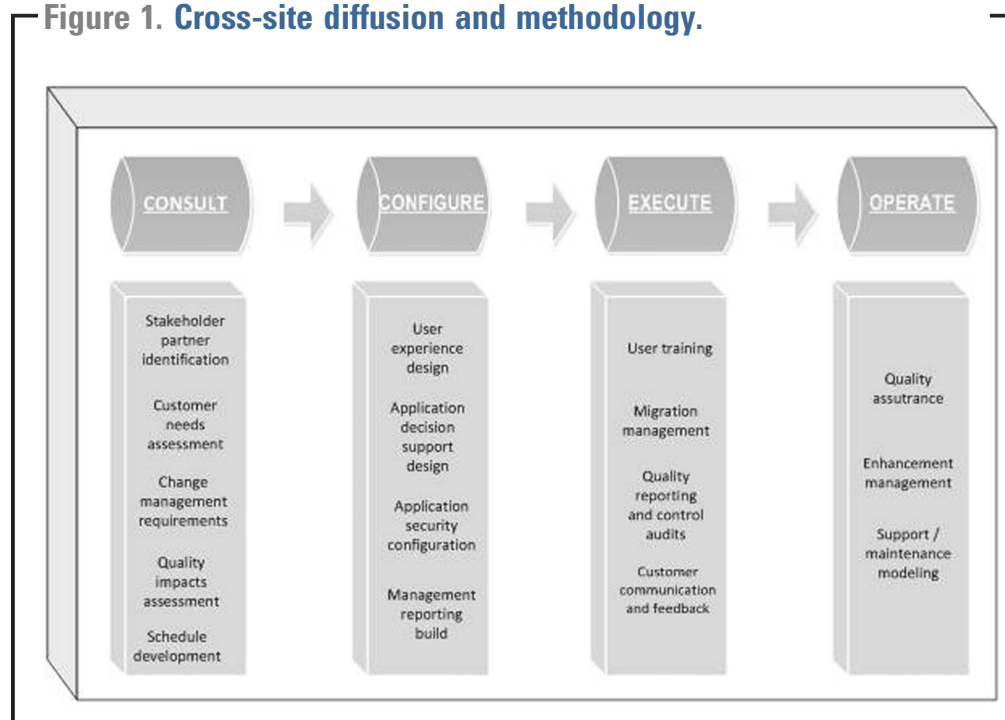 Figure 1. Cross-site diffusion and methodology.
CONSULT
CONFIGURE
EXECUTE
OPERATE
Stakeholder
partner
identification
Customer
needs
assessment
Change
management
requirements
Quality
impacts
assessment
Schedule
development
User
experience
design
Application
decision
support
design
Application
security
configuration
Management
reporting
build
User training
Migration
management
Quality
reporting
and control
audits
Customer
communication
and feedback
Quality
assutrance
Enhancement
management
Support /
maintenance
modeling